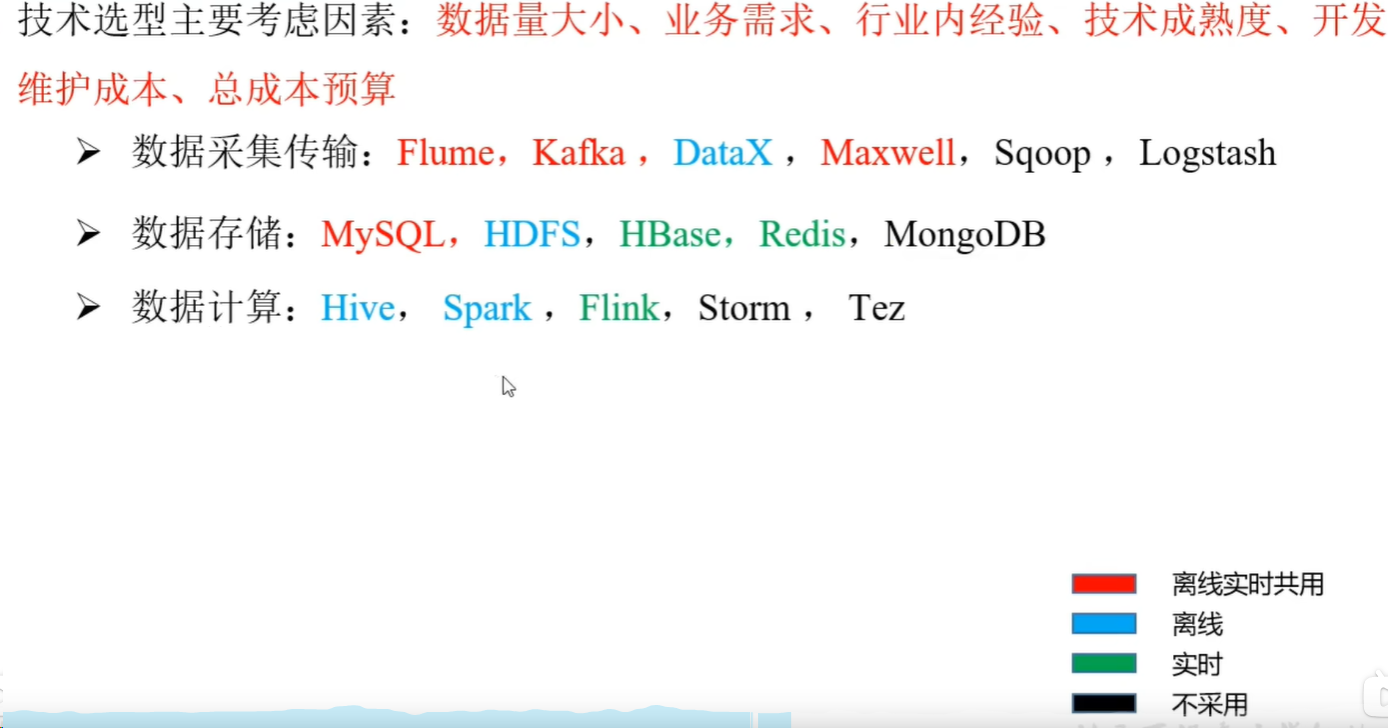 技术选型主要考虑因素：数据量大小、业务需求、行业内经验、技术成熟度、开发
维护成本、总成本预算
➢ 数据采集传输：Flume，Kafka，DataX，Maxwell，Sqoop，Logstash
➢ 数据存储：MySQL，HDFS，HBase，Redis，MongoDB
➢ 数据计算：Hive， Spark，Flink，Storm， Tez
离线实时共用
离线
实时
不采用